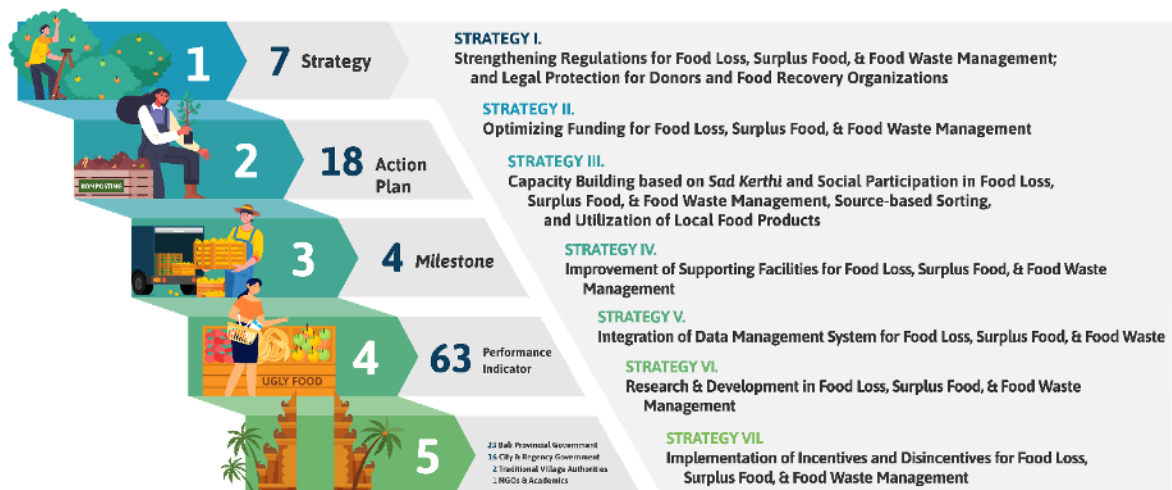 1
7 Strategy
2
18 Action
Plan
3
4 Milestone
4
63 Performance
Indicator
5
23 Bali Provincial Government
16 City & Regency Government
2 Traditional Village Authorities
1 NGOs & Academics
UGLY FOOD
STRATEGY I.
Strengthening Regulations for Food Loss, Surplus Food, & Food Waste Management;
and Legal Protection for Donors and Food Recovery Organizations
STRATEGY II.
Optimizing Funding for Food Loss, Surplus Food, & Food Waste Management
STRATEGY III.
Capacity Building based on Sad Kerthi and Social Participation in Food Loss,
Surplus Food, & Food Waste Management, Source-based Sorting,
and Utilization of Local Food Products
STRATEGY IV.
Improvement of Supporting Facilities for Food Loss, Surplus Food, & Food Waste
Management
STRATEGY V.
Integration of Data Management System for Food Loss, Surplus Food, & Food Waste
STRATEGY VI.
Research & Development in Food Loss, Surplus Food, & Food Waste
Management
STRATEGY VII.
Implementation of Incentives and Disincentives for Food Loss,
Surplus Food, & Food Waste Management